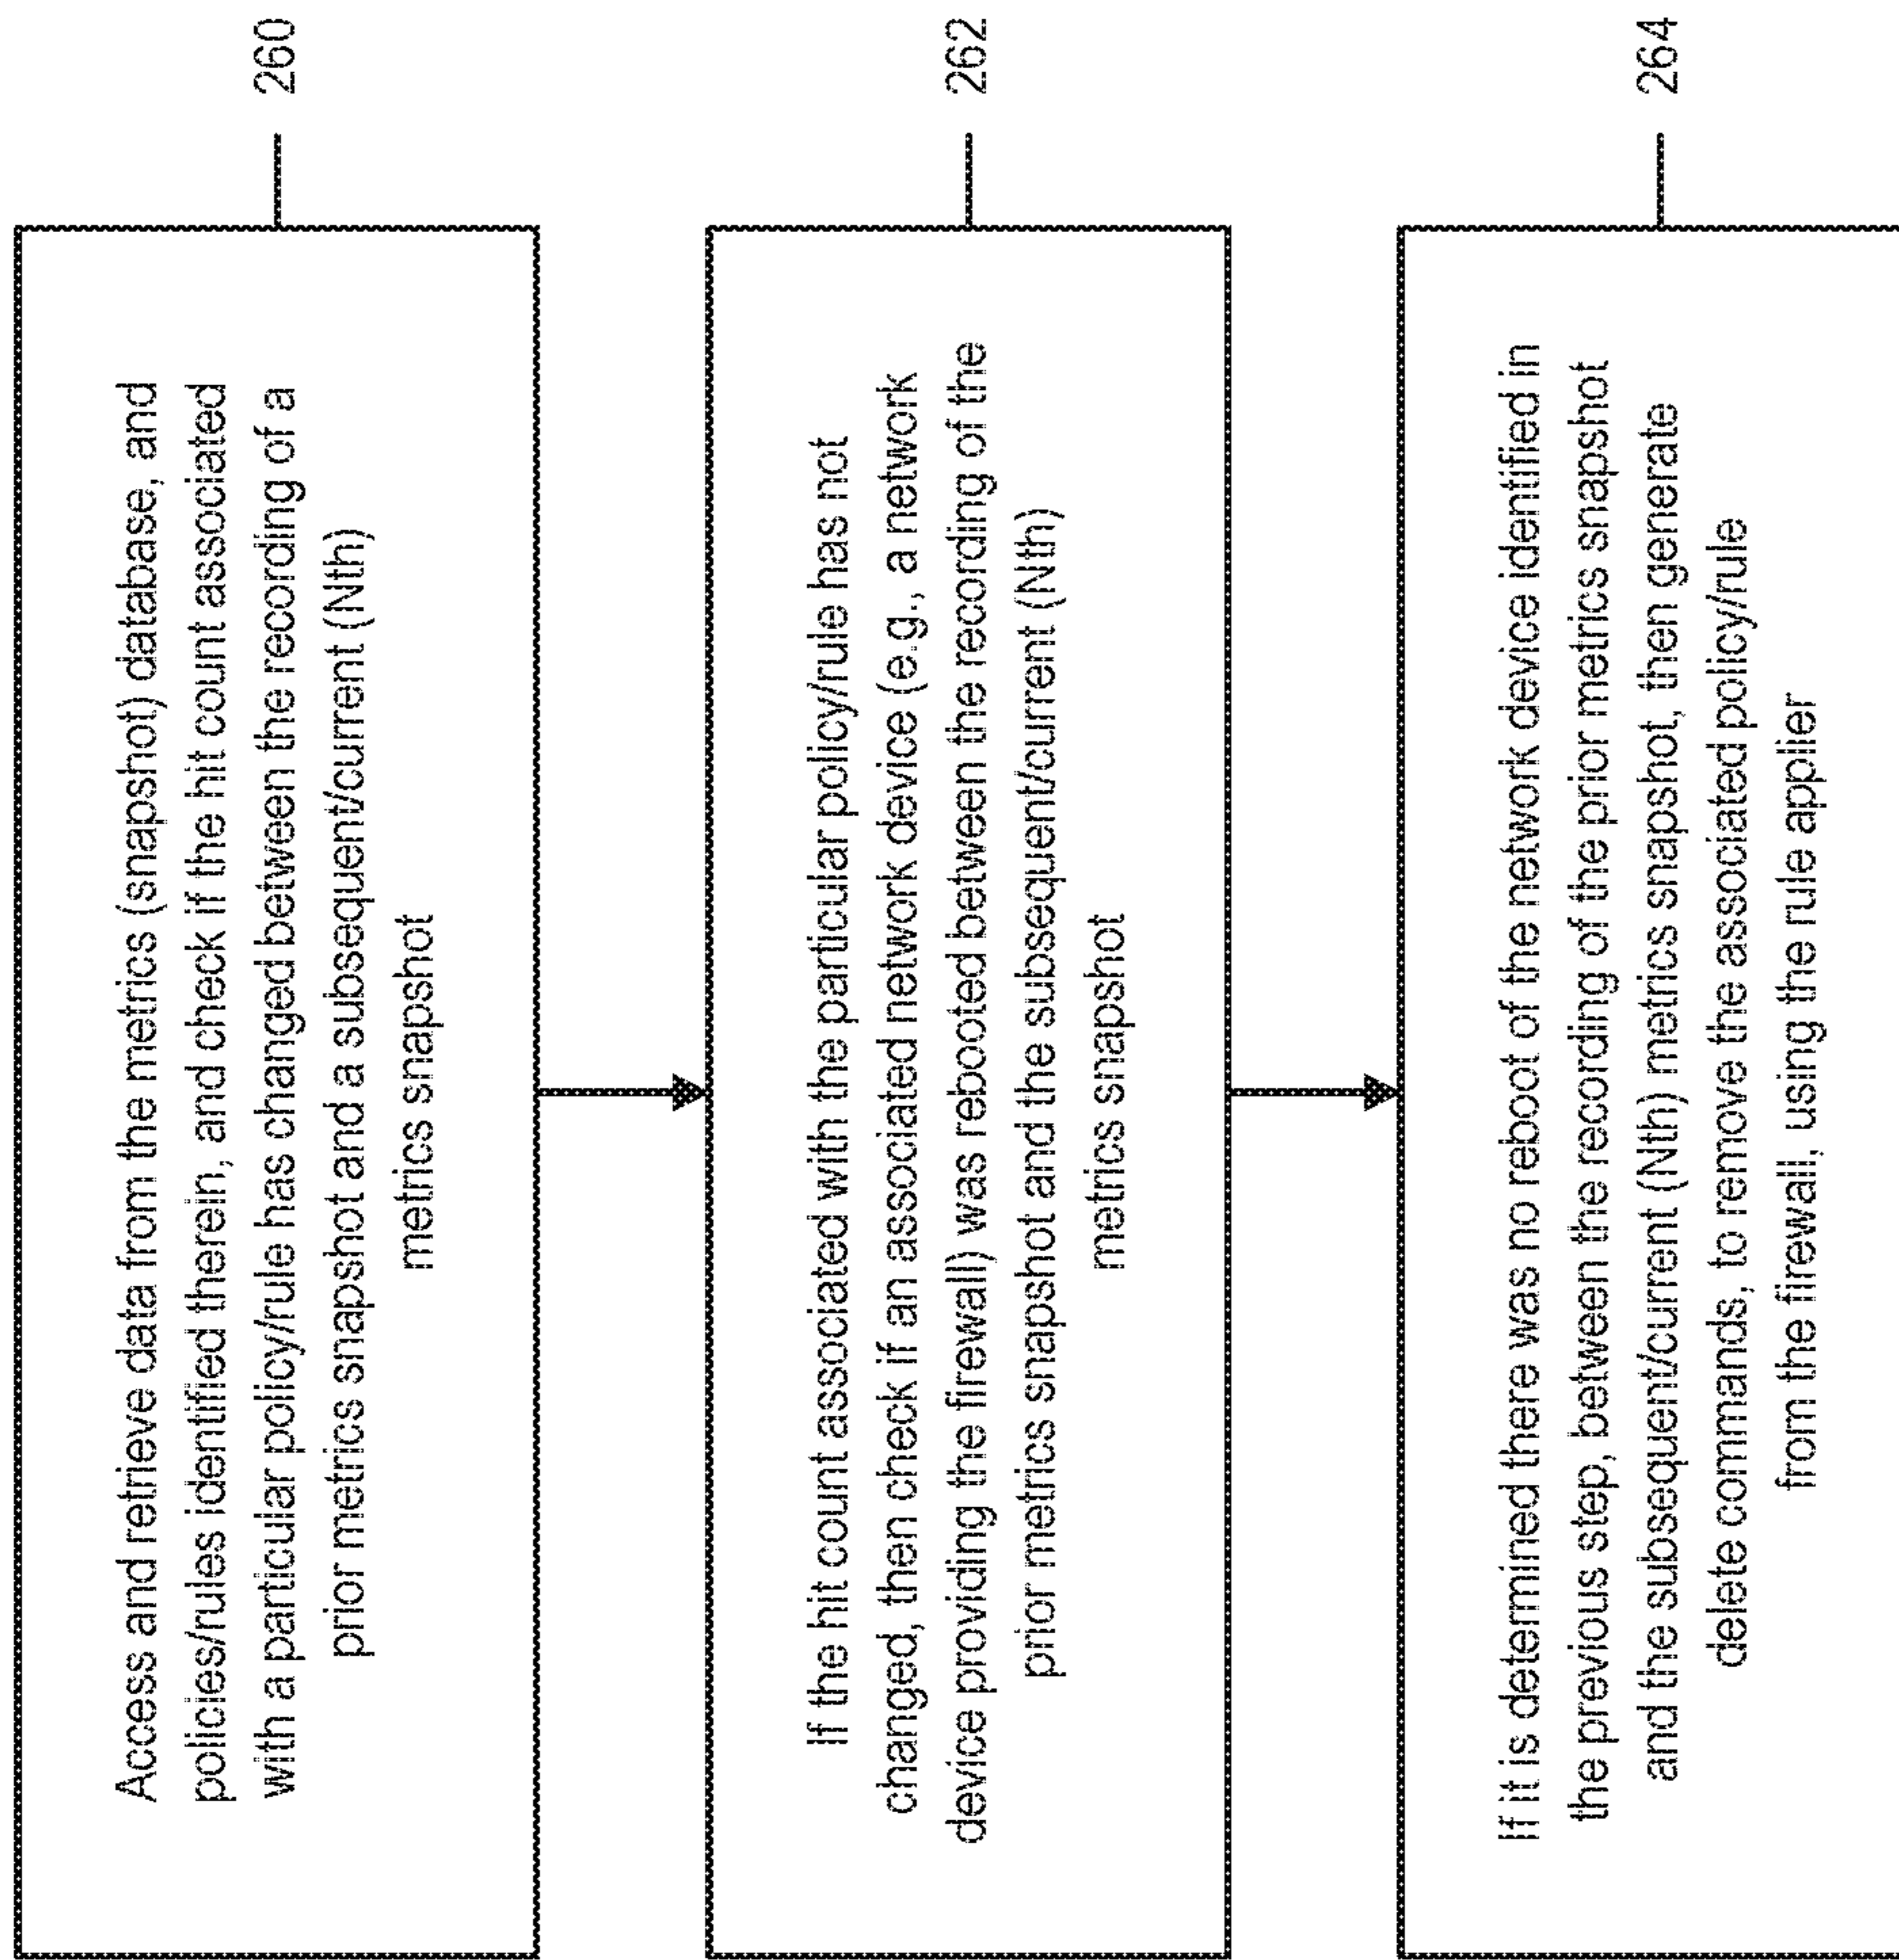 Access and retrieve data from the metrics (snapshot) database, and
policies/rules identified therein, and check if the hit count associated
with a particular policy/rule has changed between the recording of a
prior metrics snapshot and a subsequent/current (Nth)
metrics snapshot
260
If the hit count associated with the particular policy/rule has not
changed, then check if an associated network device (e.g., a network
device providing the firewall) was rebooted between the recording of the
prior metrics snapshot and the subsequent/current (Nth)
metrics snapshot
262
If it is determined there was no reboot of the network device identified in
the previous step, between the recording of the prior metrics snapshot
and the subsequent/current (Nth) metrics snapshot, then generate
delete commands, to remove the associated policy/rule
from the firewall, using the rule applier
264